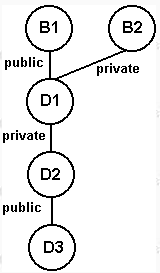 B1 B2
public
private
D1
private
D2
public
D3